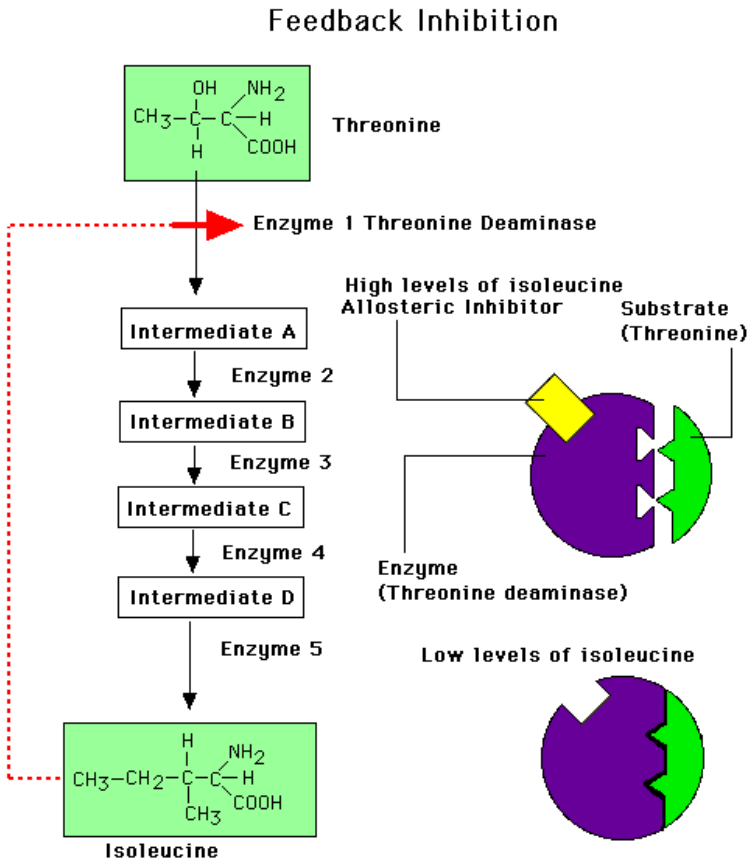 Feedback Inhibition
OH NH2
CH3-C-C-H
H COOH
Threonine
Enzyme 1 Threonine Deaminase
High levels of isoleucine
Allosteric Inhibitor
Substrate
(Threonine)
Intermediate A
Enzyme 2
Intermediate B
Enzyme 3
Intermediate C
Enzyme 4
Intermediate D
Enzyme 5
Enzyme
(Threonine deaminase)
Low levels of isoleucine
H NH2
CH3-CH2-C-C-H
CH3 COOH
Isoleucine